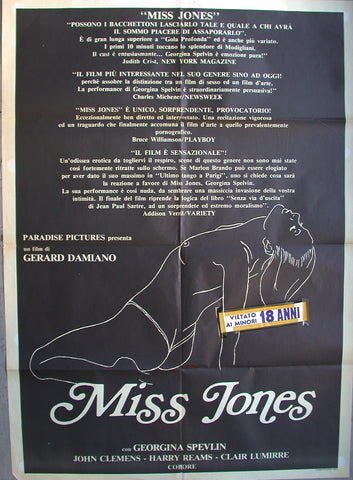 "MISS JONES"
"POSSONO I BACCHETTONI LASCIARLO TALE E QUALE A CHI AVRÀ
IL SOMMO PIACERE DI ASSAPORARLO".
È di gran lunga superiore a "Gola Profonda" ed è anche più variato.
I primi 10 minuti toccano lo splendore di Modigliani.
Il cast è entusiasmante... Georgina Spelvin è emozione pura!"
Judith Crist, NEW YORK MAGAZINE
"IL FILM PIÙ INTERESSANTE NEL SUO GENERE SINO AD OGGI!
perchè assolve la distinzione tra un film di sesso ed un film d'arte.
La performance di Georgina Spelvin è straordinariamente persuasiva!"
Charles Michener/NEWSWEEK
"MISS JONES" È UNICO, SORPRENDENTE, PROVOCATORIO!
Eccezionalmente ben diretto ed interpretato. Una recitazione vigorosa
ed un traguardo che finalmente accomuna il film d'arte a quello prevalentemente
pornografico.
Bruce Williamson/PLAYBOY
"IL FILM È SENSAZIONALE"!
Un'odissea erotica da togliervi il respiro, scene di questo genere non sono mai state
così fortemente ritratte sullo schermo. Se Marlon Brando può essere elogiato
per aver dato il suo massimo in "Ultimo tango a Parigi", uno si chiede cosa sarà
la reazione a favore di Miss Jones, Georgina Spelvin.
La sua performance è così nuda, da sembrare una massiccia invasione della vostra
intimità. Il finale del film riprende la logica del libro "Senza via d'uscita"
di Jean Paul Sartre, ad un sorprendente ed estremo moralismo".
Addison Verril/VARIETY
PARADISE PICTURES presenta
un film di
GERARD DAMIANO
VIETATO
AI MINORI 18 ANNI
Miss Jones
con GEORGINA SPEVLIN
JOHN CLEMENS - HARRY REAMS - CLAIR LUMIRRE
COLORE